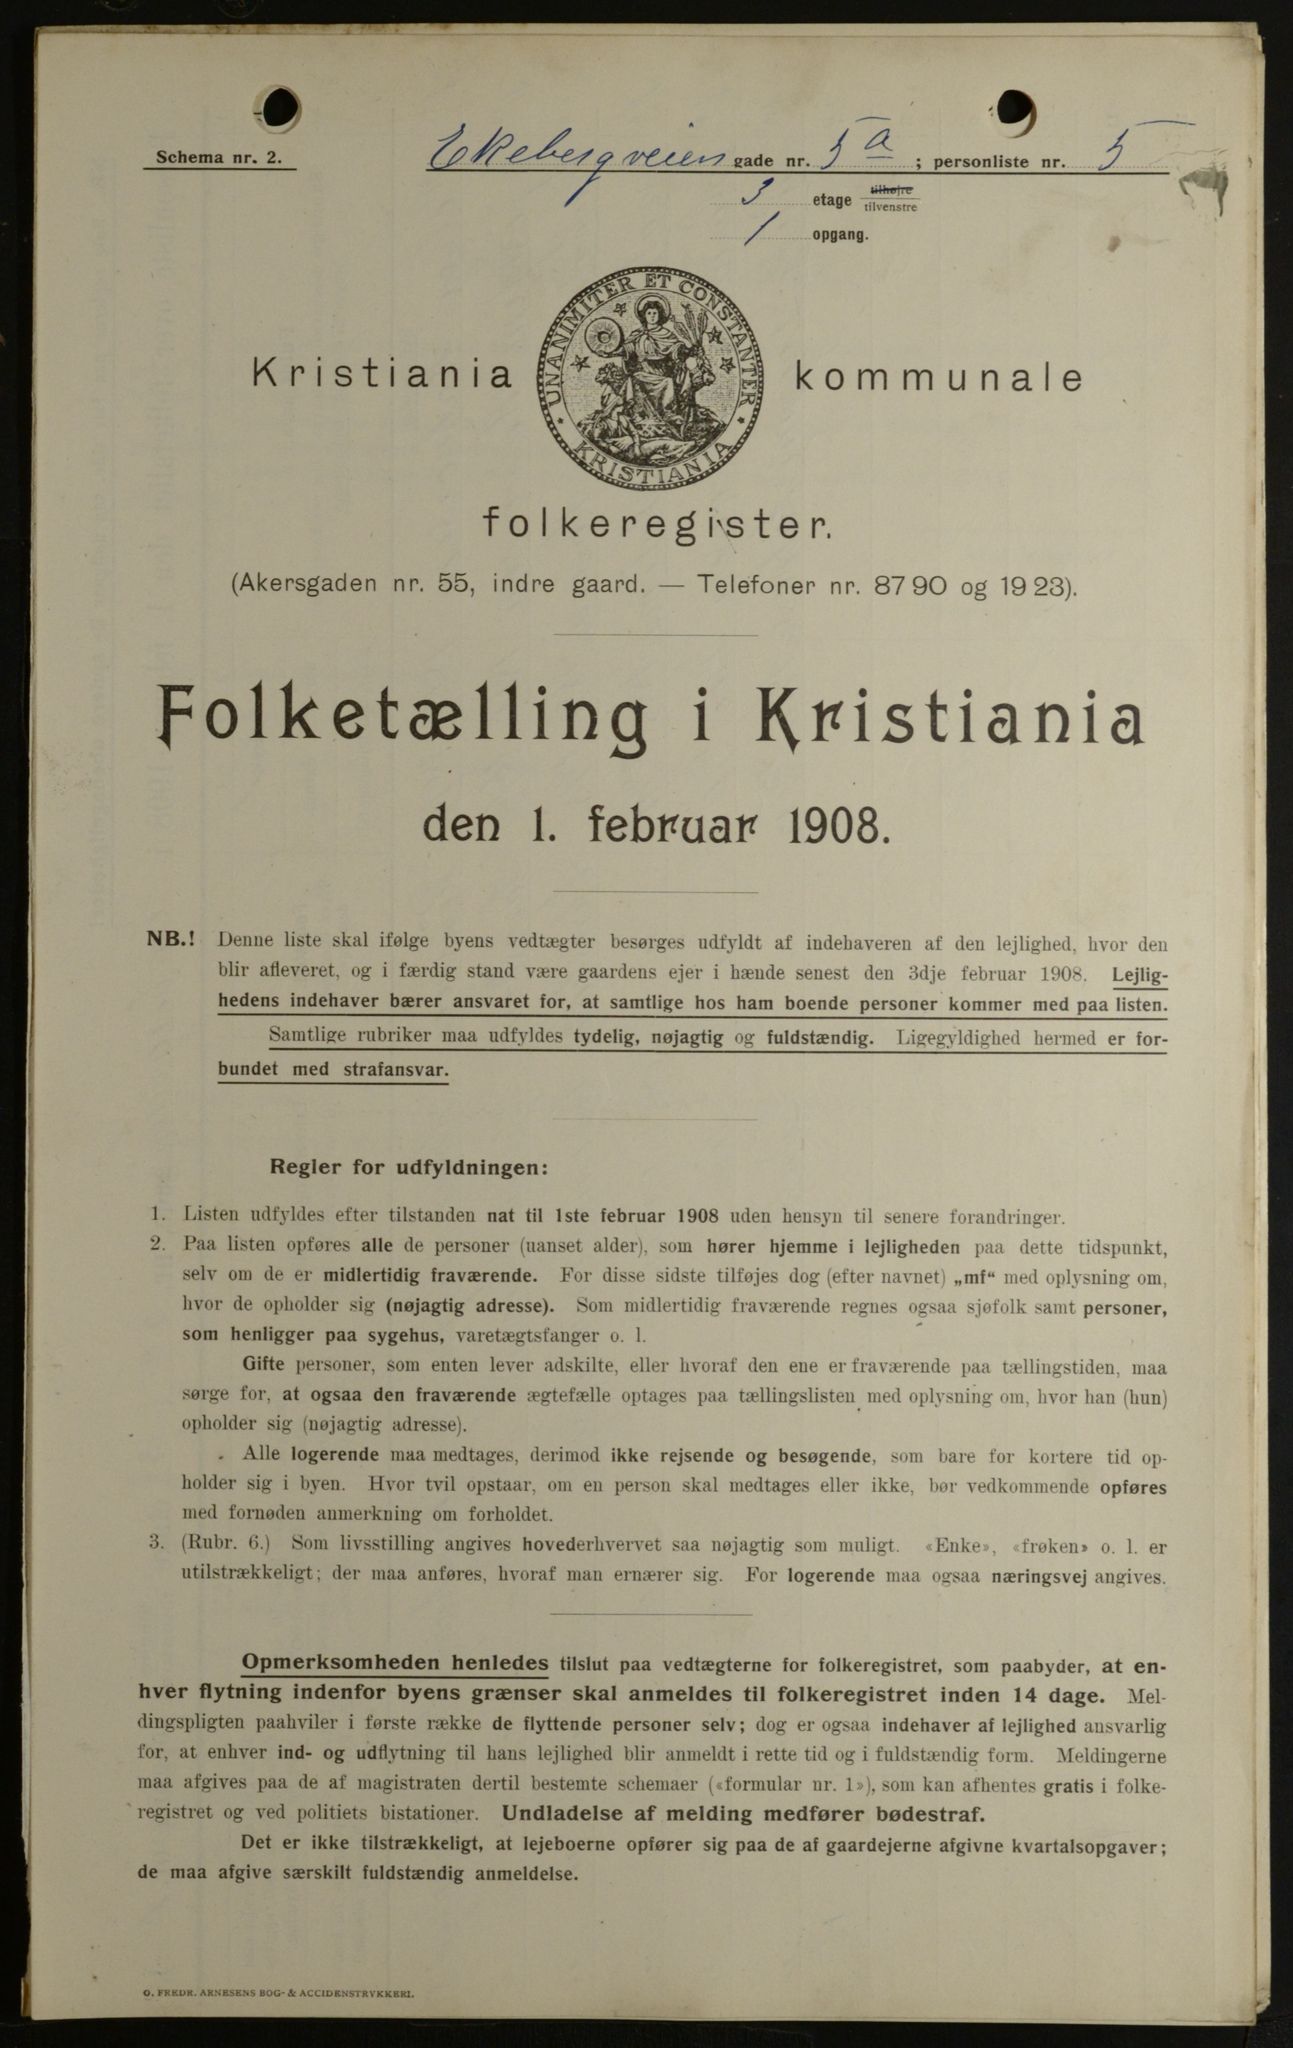 Schema nr. 2.
Ekebergveien gade nr. 5a ; personliste nr. 5
3 etage tilhøjre
tilvenstre
1 opgang.
UNANIMITER ET CONSTANTER
KRISTIANIA
Kristiania kommunale
folkeregister.
(Akersgaden nr. 55, indre gaard. — Telefoner nr. 8790 og 1923).
Folketælling i Kristiania
den 1. februar 1908.
NB.! Denne liste skal ifølge byens vedtægter besørges udfyldt af indehaveren af den lejlighed, hvor den
blir afleveret, og i færdig stand være gaardens ejer i hænde senest den 3dje februar 1908. Lejlig-
hedens indehaver bærer ansvaret for, at samtlige hos ham boende personer kommer med paa listen.
Samtlige rubriker maa udfyldes tydelig, nøjagtig og fuldstændig. Ligegyldighed hermed er for-
bundet med strafansvar.
Regler for udfyldningen:
1. Listen udfyldes efter tilstanden nat til 1ste februar 1908 uden hensyn til senere forandringer.
2. Paa listen opføres alle de personer (uanset alder), som hører hjemme i lejligheden paa dette tidspunkt,
selv om de er midlertidig fraværende. For disse sidste tilføjes dog (efter navnet) „mf“ med oplysning om,
hvor de opholder sig (nøjagtig adresse). Som midlertidig fraværende regnes ogsaa sjøfolk samt personer,
som henligger paa sygehus, varetægtsfanger o. l.
Gifte personer, som enten lever adskilte, eller hvoraf den ene er fraværende paa tællingstiden, maa
sørge for, at ogsaa den fraværende ægtefælle optages paa tællingslisten med oplysning om, hvor han (hun)
opholder sig (nøjagtig adresse).
Alle logerende maa medtages, derimod ikke rejsende og besøgende, som bare for kortere tid op-
holder sig i byen. Hvor tvil opstaar, om en person skal medtages eller ikke, bør vedkommende opføres
med fornøden anmerkning om forholdet.
3. (Rubr. 6.) Som livsstilling angives hovederhvervet saa nøjagtig som muligt. «Enke», «frøken» o. l. er
utilstrækkeligt; der maa anføres, hvoraf man ernærer sig. For logerende maa ogsaa næringsvej angives.
Opmerksomheden henledes tilslut paa vedtægterne for folkeregistret, som paabyder, at en-
hver flytning indenfor byens grænser skal anmeldes til folkeregistret inden 14 dage. Mel-
dingspligten paahviler i første række de flyttende personer selv; dog er ogsaa indehaver af lejlighed ansvarlig
for, at enhver ind- og udflytning til hans lejlighed blir anmeldt i rette tid og i fuldstændig form. Meldingerne
maa afgives paa de af magistraten dertil bestemte schemaer («formular nr. 1»), som kan afhentes gratis i folke-
registret og ved politiets bistationer. Undladelse af melding medfører bødestraf.
Det er ikke tilstrækkeligt, at lejeboerne opfører sig paa de af gaardejerne afgivne kvartalsopgaver;
de maa afgive særskilt fuldstændig anmeldelse.
O. FREDR. ARNESENS BOG- & ACCIDENSTRYKKERI.